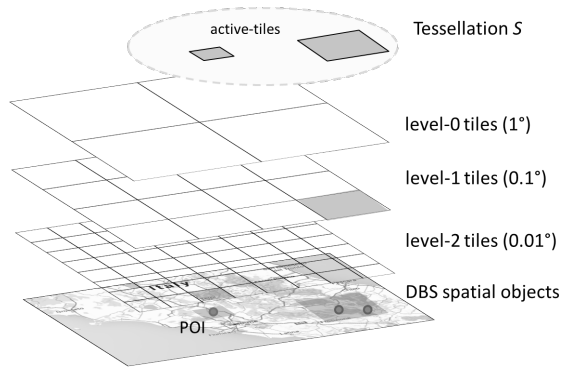 active-tiles
Tessellation S
level-0 tiles (1°)
level-1 tiles (0.1°)
level-2 tiles (0.01°)
Italy
DBS spatial objects
POI